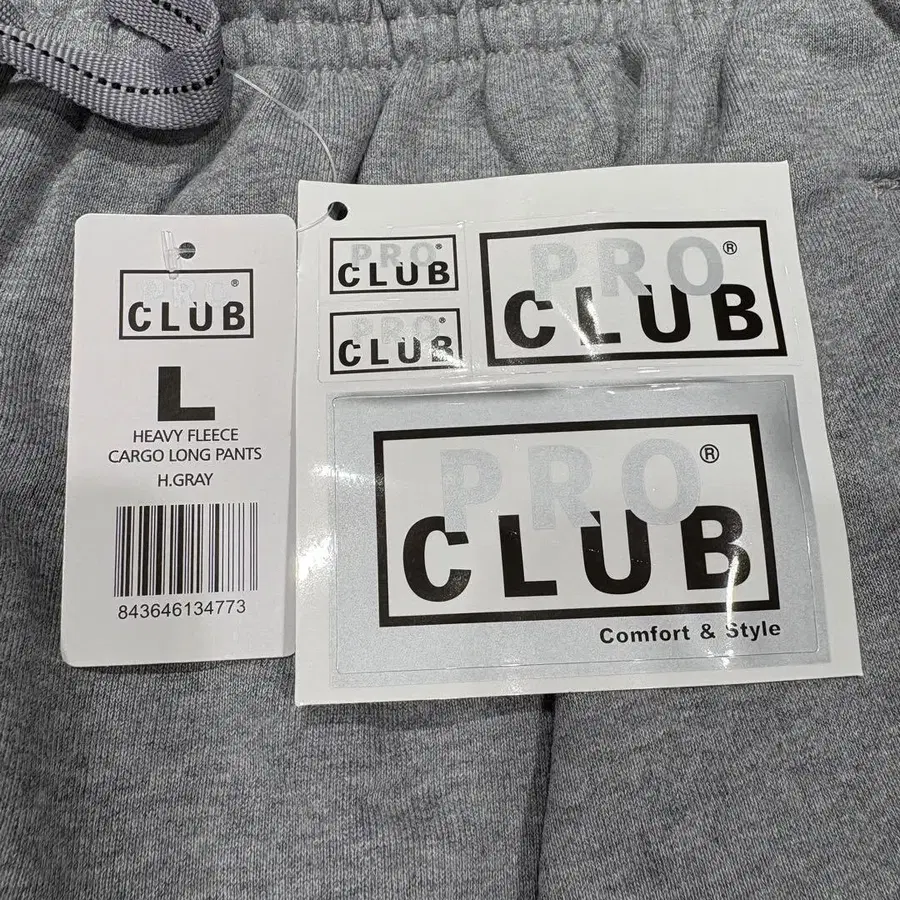 PRO®
CLUB
L
HEAVY FLEECE
CARGO LONG PANTS
H.GRAY
843646134773
PRO®
CLUB
PRO®
CLUB
PRO®
CLUB
PRO®
CLUB
Comfort & Style